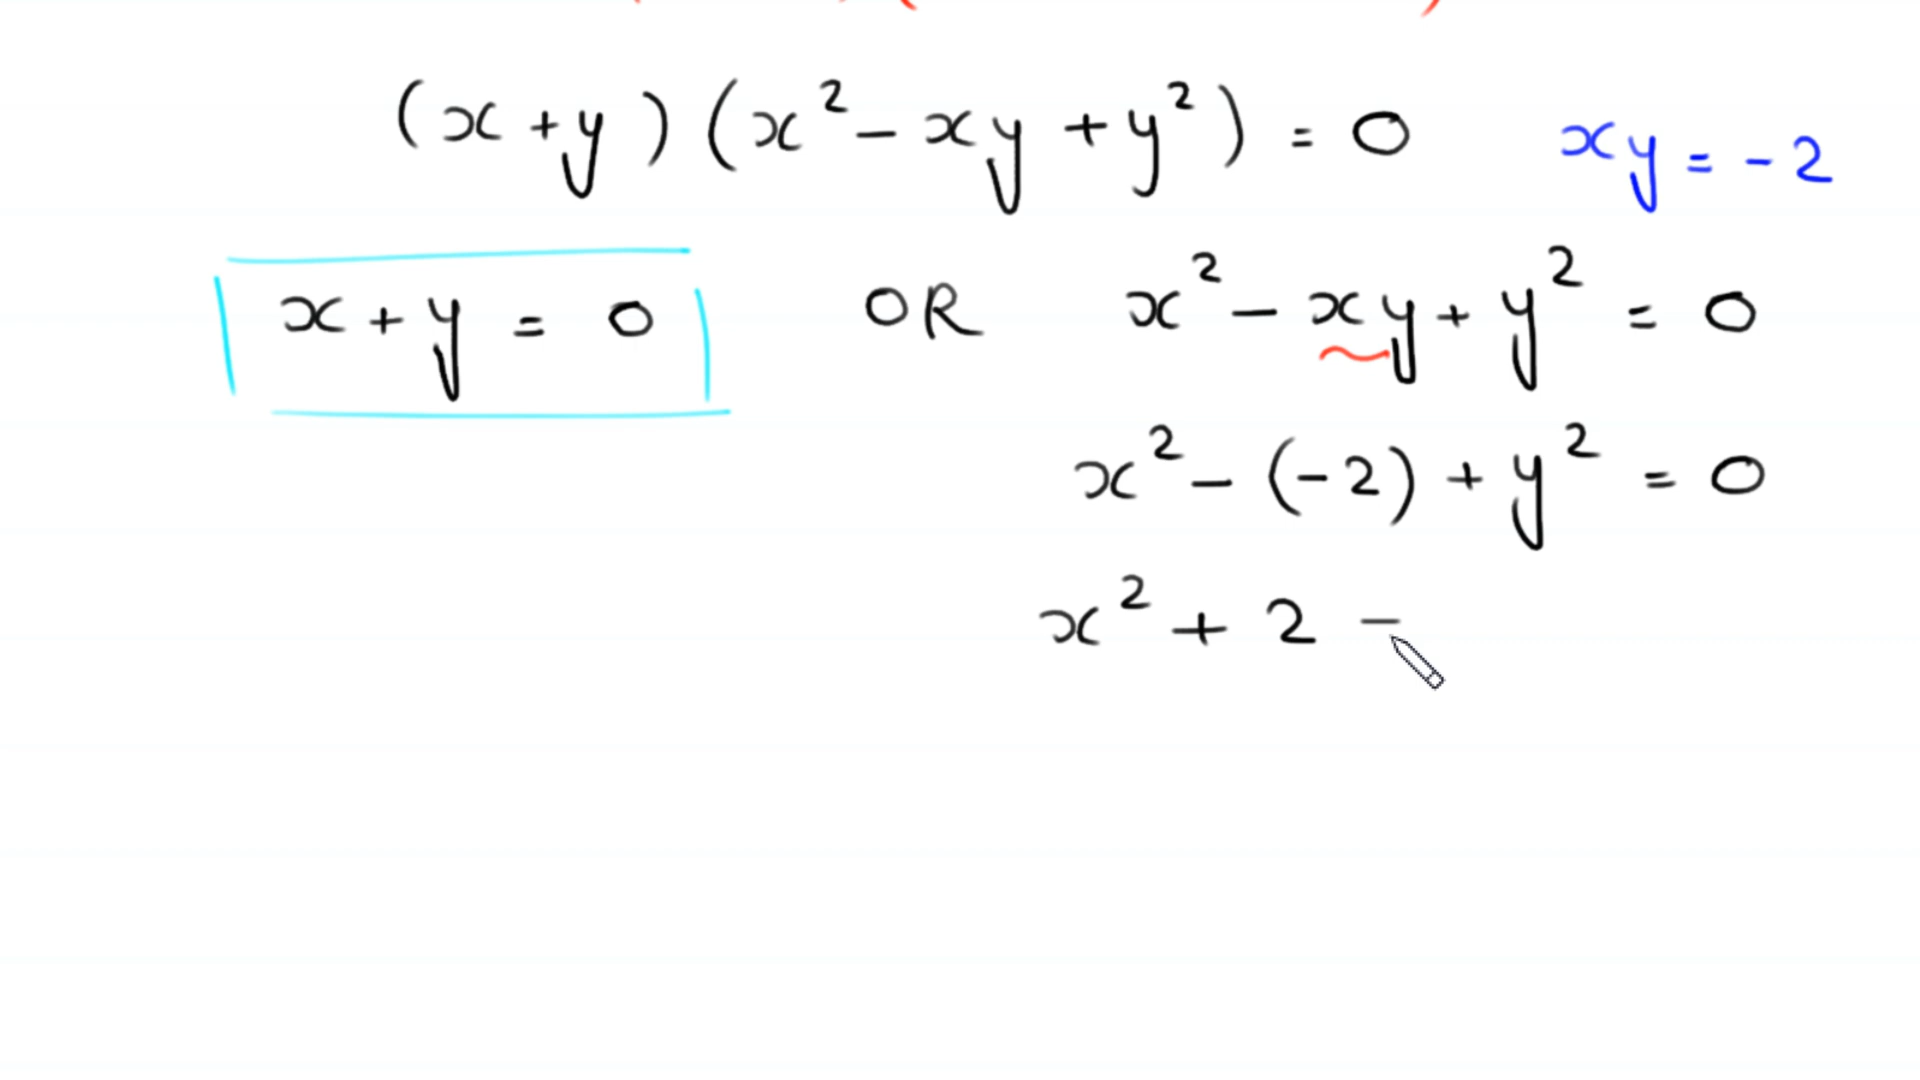 (x + y)(x² - xy + y²) = 0 xy = -2
x + y = 0 OR x² - xy + y² = 0
x² - (-2) + y² = 0
x² + 2 -